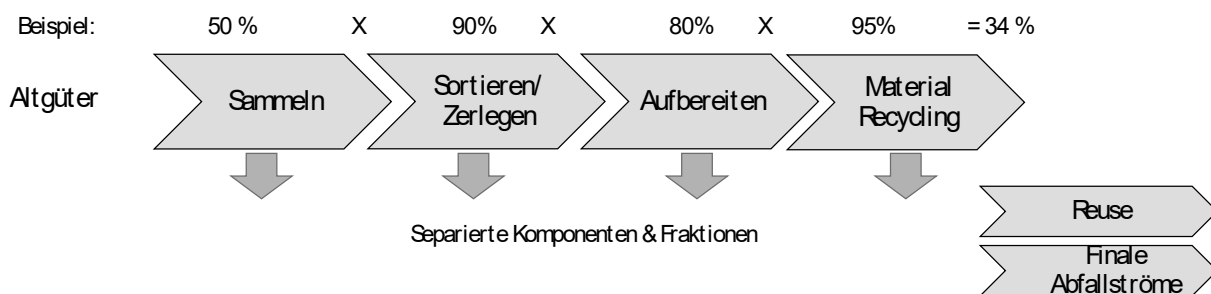 Beispiel: 50 % X 90% X 80% X 95% = 34 %
Altgüter
Sammeln
Sortieren/
Zerlegen
Aufbereiten
Material
Recycling
Separierte Komponenten & Fraktionen
Reuse
Finale
Abfallströme